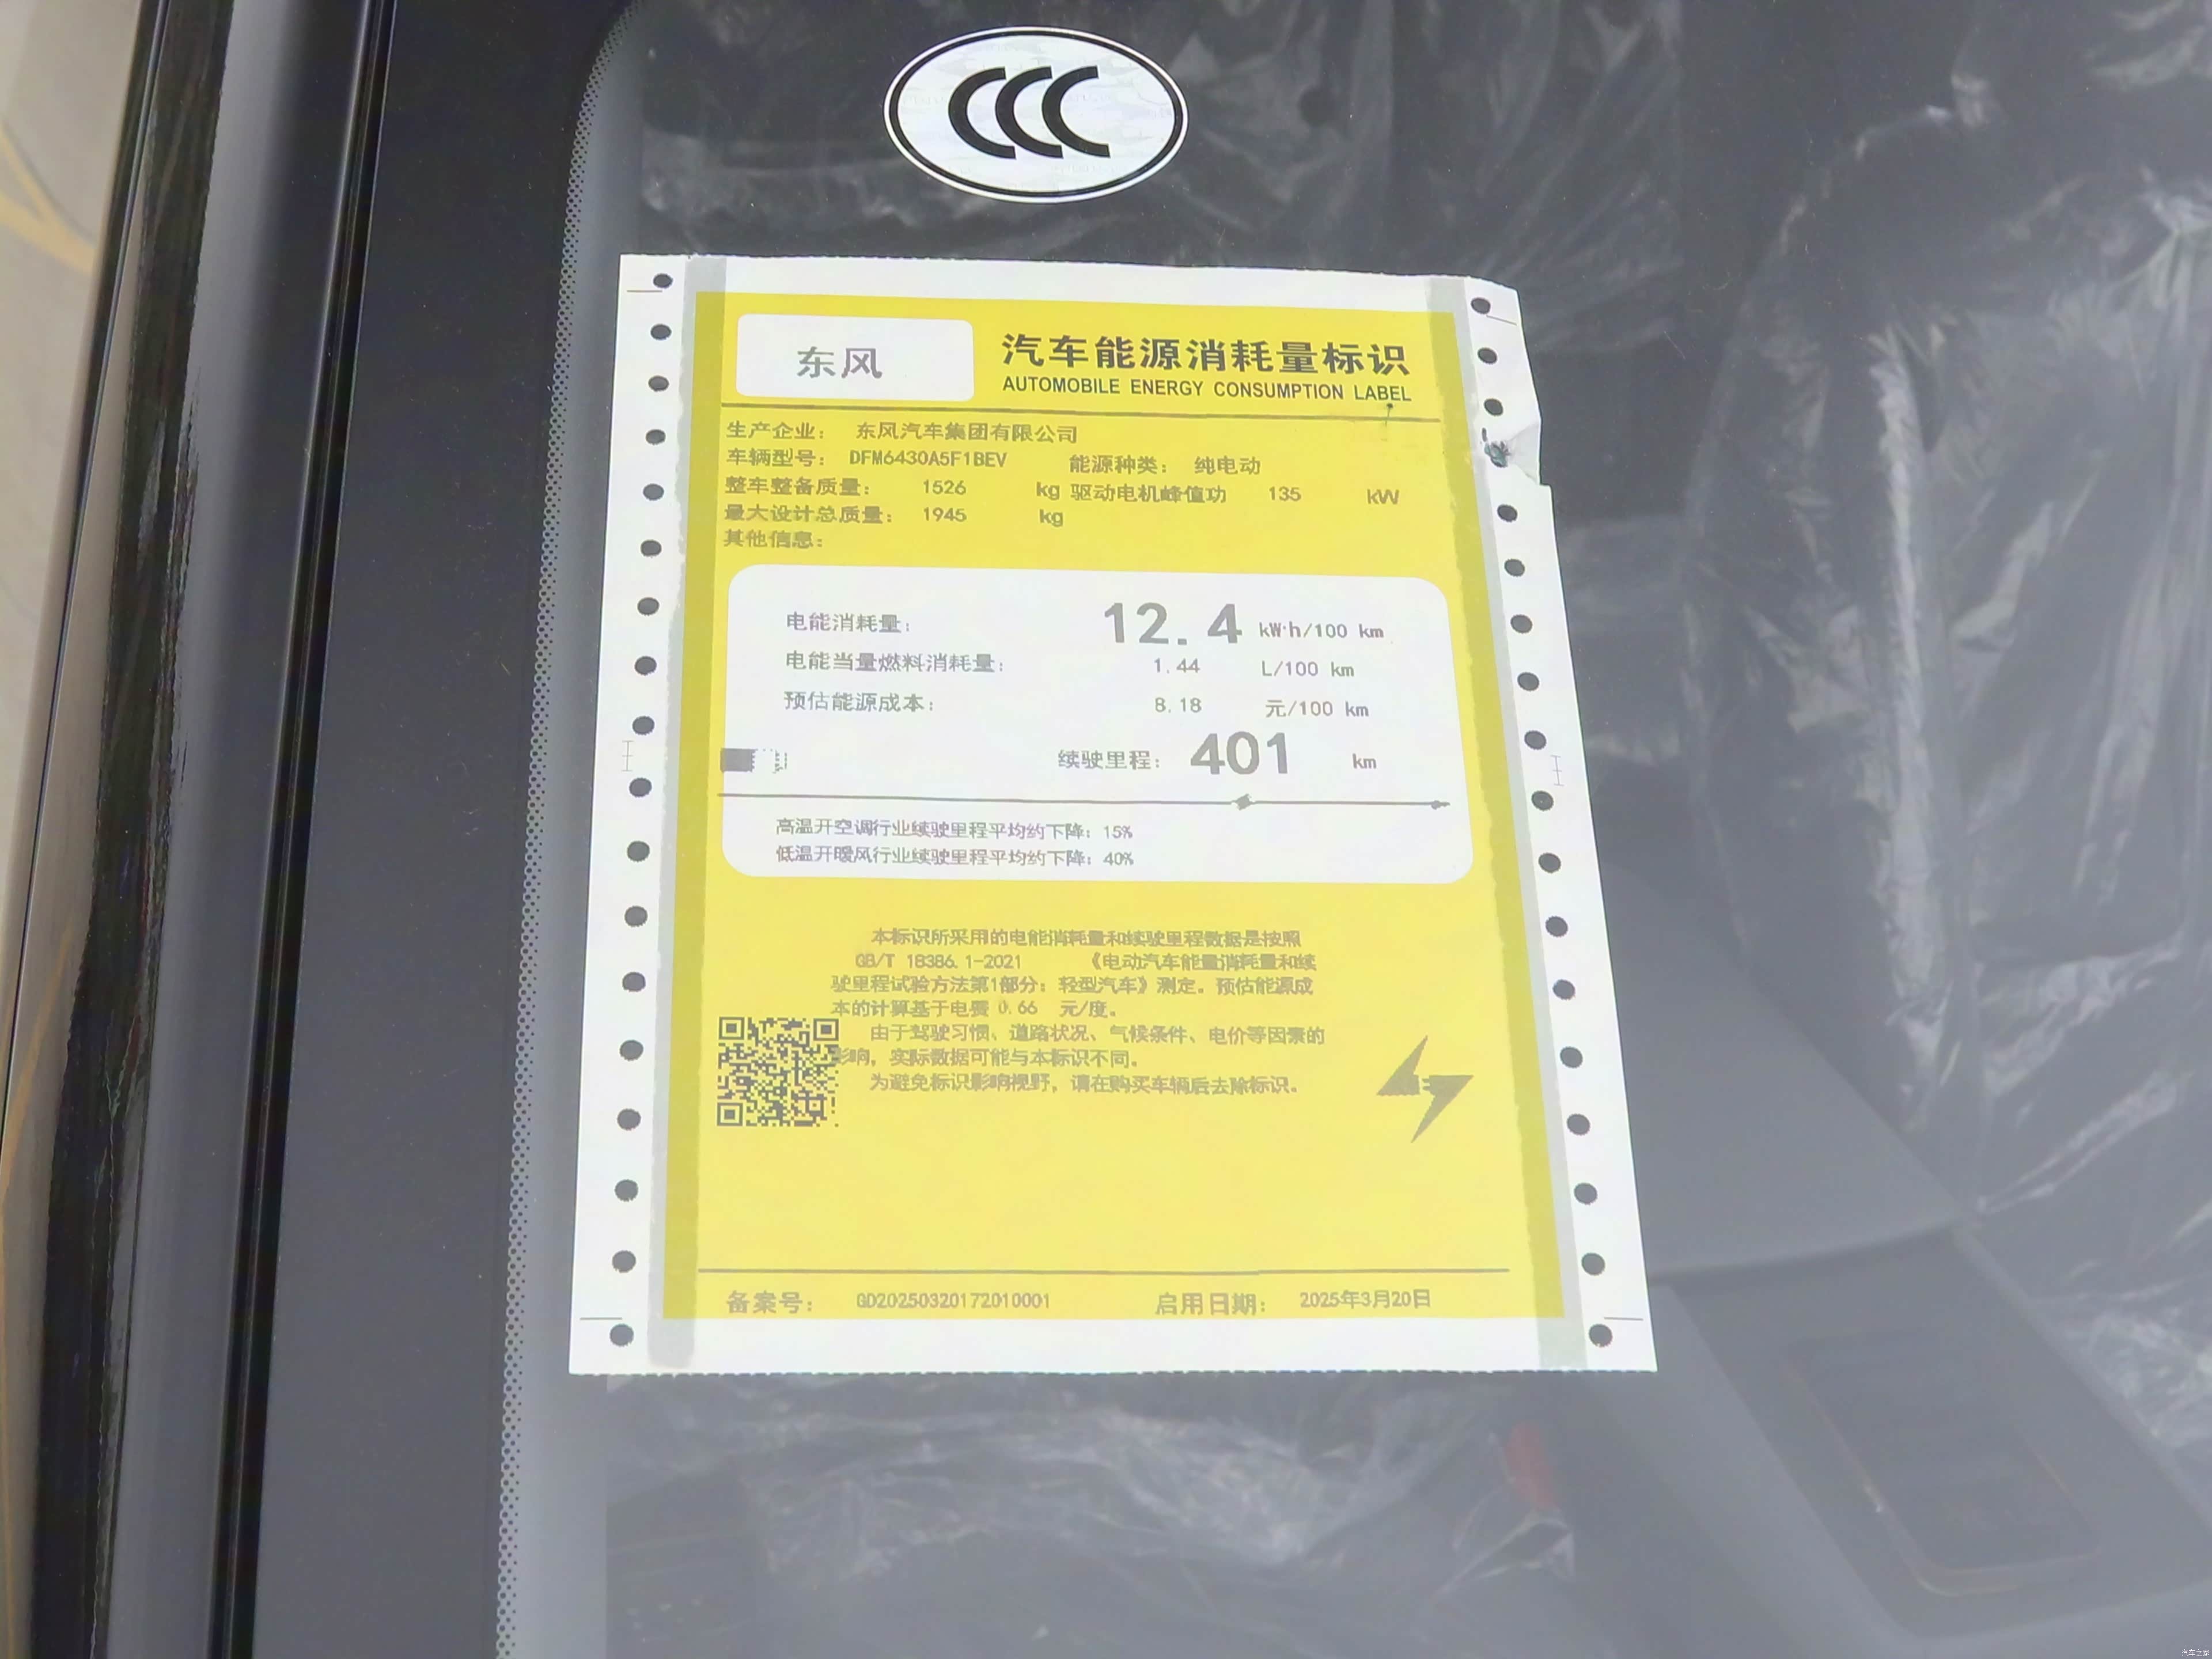 CCC
东风
汽车能源消耗量标识
AUTOMOBILE ENERGY CONSUMPTION LABEL
生产企业： 东风汽车集团有限公司
车辆型号： DFM6430A5F1BEV 能源种类： 纯电动
整车整备质量： 1526 kg 驱动电机峰值功 135 kW
最大设计总质量： 1945 kg
其他信息：
电能消耗量： 12.4 kW·h/100 km
电能当量燃料消耗量： 1.44 L/100 km
预估能源成本： 8.18 元/100 km
续驶里程： 401 km
高温开空调行业续驶里程平均约下降：15%
低温开暖风行业续驶里程平均约下降：40%
本标识所采用的电能消耗量和续驶里程数据是按照
GB/T 18386.1-2021 《电动汽车能量消耗量和续
驶里程试验方法第1部分：轻型汽车》测定。预估能源成
本的计算基于电费 0.66 元/度。
由于驾驶习惯、道路状况、气候条件、电价等因素的
影响，实际数据可能与本标识不同。
为避免标识影响视野，请在购买车辆后去除标识。
备案号： GD20250320172010001 启用日期： 2025年3月20日
汽车之家